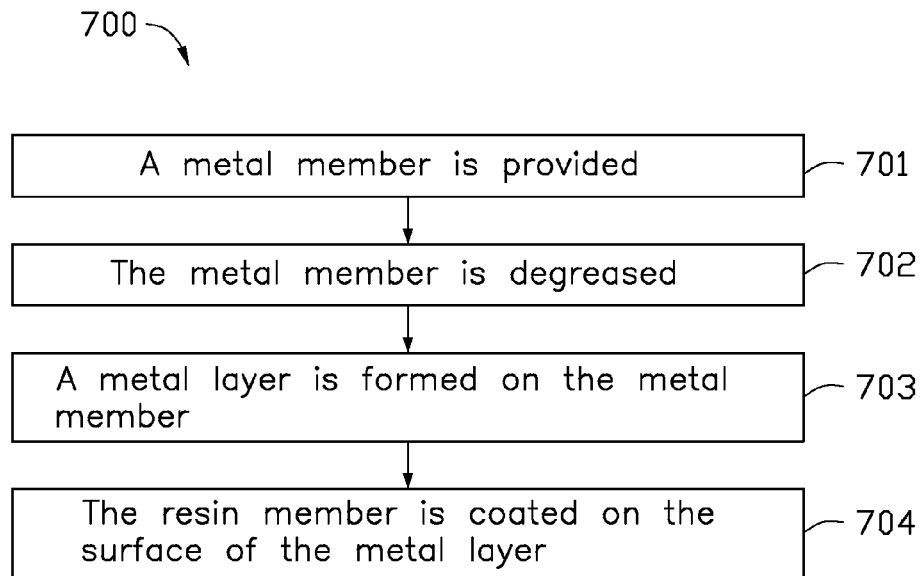 700
A metal member is provided
701
The metal member is degreased
702
A metal layer is formed on the metal
member
703
The resin member is coated on the
surface of the metal layer
704